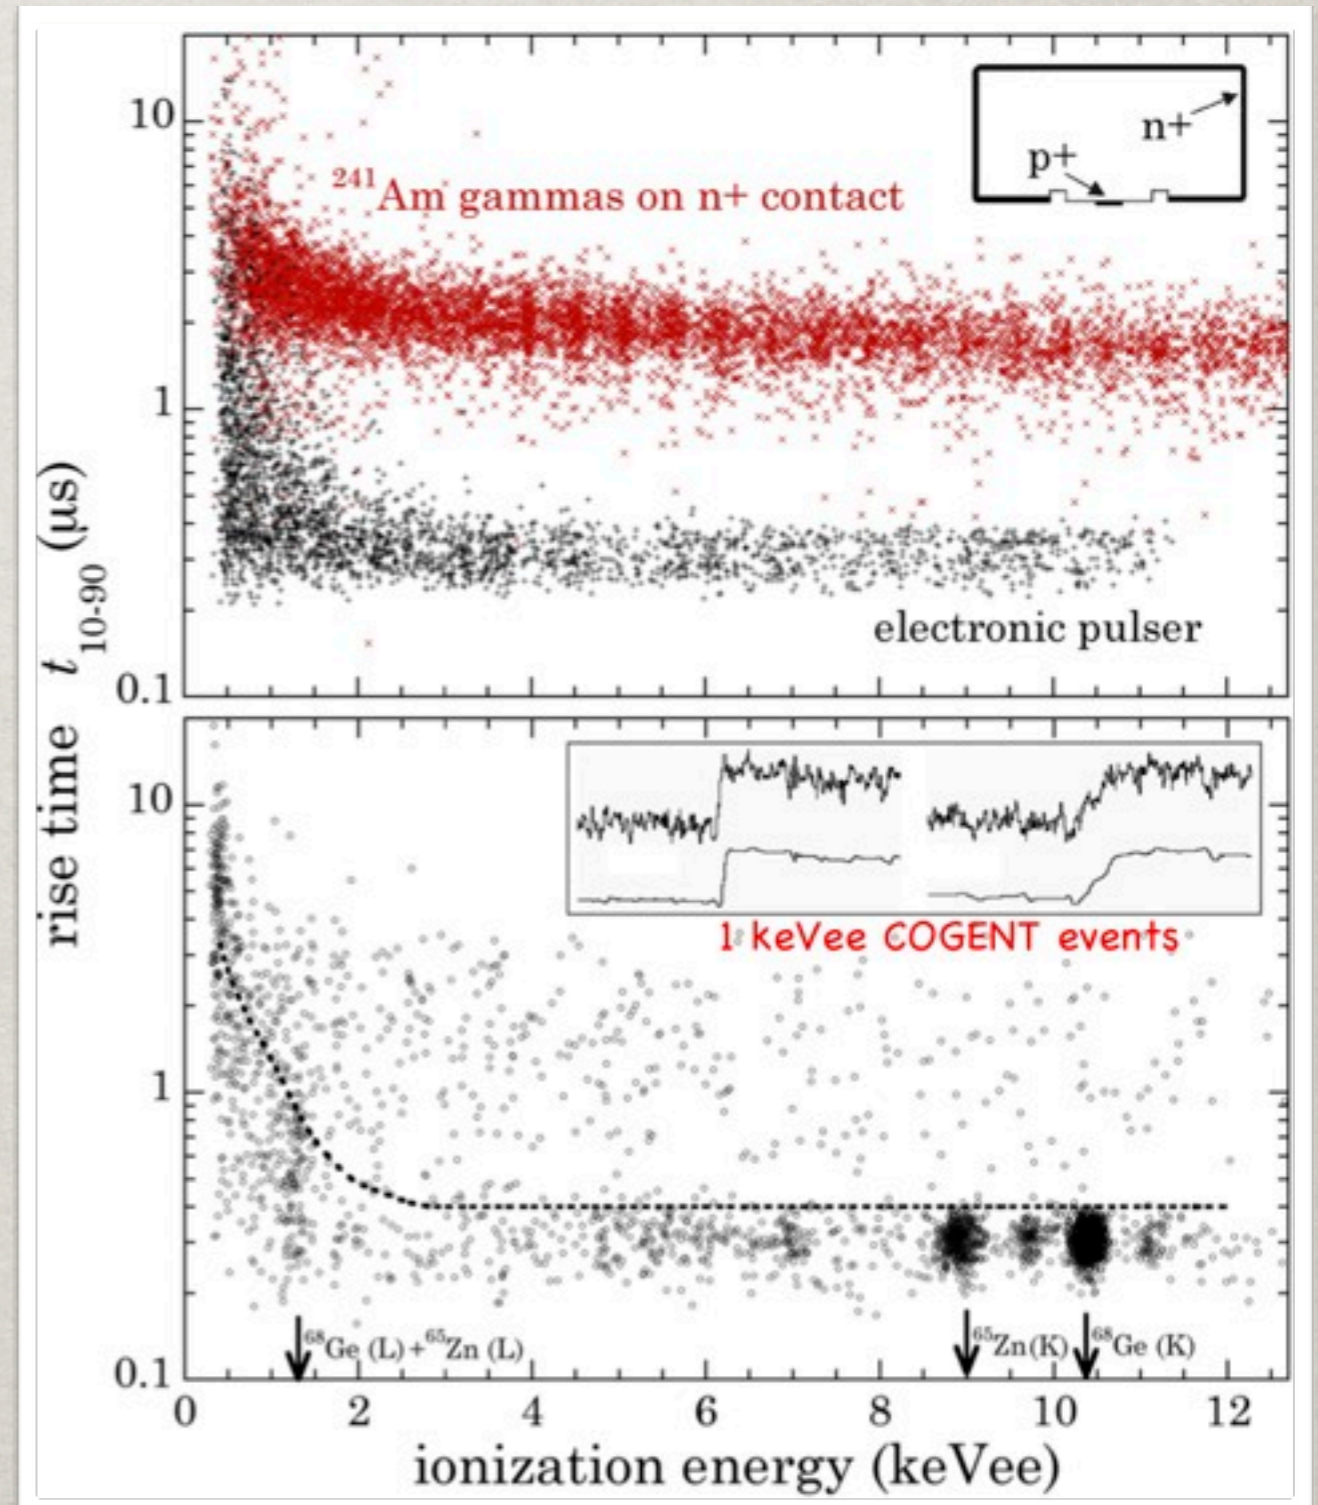 10
1
0.1
²⁴¹Am gammas on n+ contact
n+
p+
electronic pulser
rise time t₁₀₋₉₀ (μs)
10
1
0.1
1 keVee COGENT events
⁶⁸Ge (L)+⁶⁵Zn (L)
⁶⁵Zn(K)
⁶⁸Ge (K)
0 2 4 6 8 10 12
ionization energy (keVee)